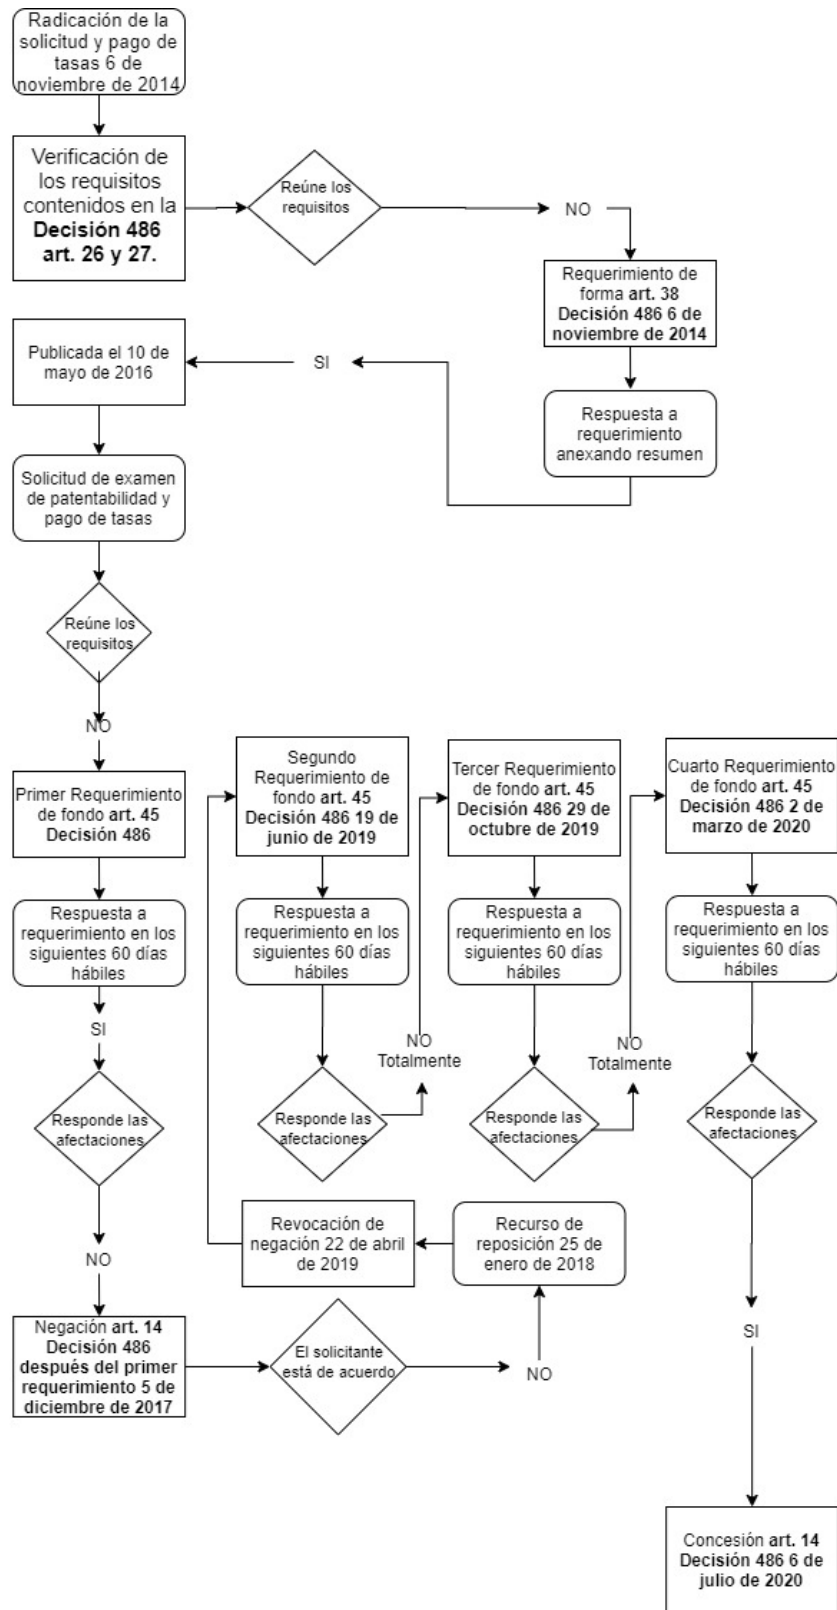 Radicación de la
solicitud y pago de
tasas 6 de
noviembre de 2014
Verificación de
los requisitos
contenidos en la
Decisión 486
art. 26 y 27.
Reúne los
requisitos
NO
Requerimiento de
forma art. 38
Decisión 486 6 de
noviembre de 2014
Respuesta a
requerimiento
anexando resumen
SI
Publicada el 10 de
mayo de 2016
Solicitud de examen
de patentabilidad y
pago de tasas
Reúne los
requisitos
NO
Primer Requerimiento
de fondo art. 45
Decisión 486
Respuesta a
requerimiento en los
siguientes 60 días
hábiles
SI
Responde las
afectaciones
NO
Negación art. 14
Decisión 486
después del primer
requerimiento 5 de
diciembre de 2017
El solicitante
está de acuerdo
NO
Recurso de
reposición 25 de
enero de 2018
Revocación de
negación 22 de abril
de 2019
Segundo
Requerimiento de
fondo art. 45
Decisión 486 19 de
junio de 2019
Respuesta a
requerimiento en los
siguientes 60 días
hábiles
Responde las
afectaciones
NO
Totalmente
Tercer Requerimiento
de fondo art. 45
Decisión 486 29 de
octubre de 2019
Respuesta a
requerimiento en los
siguientes 60 días
hábiles
Responde las
afectaciones
NO
Totalmente
Cuarto Requerimiento
de fondo art. 45
Decisión 486 2 de
marzo de 2020
Respuesta a
requerimiento en los
siguientes 60 días
hábiles
Responde las
afectaciones
SI
Concesión art. 14
Decisión 486 6 de
julio de 2020